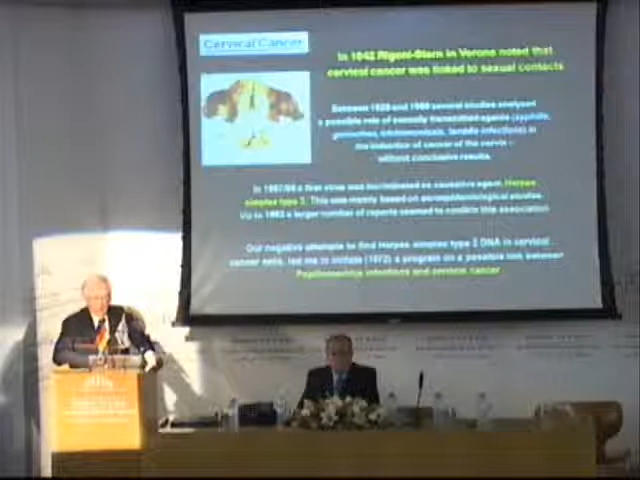 Cervical Cancer
In 1842 Rigoni-Stern in Verona noted that
cervical cancer was linked to sexual contacts
Between 1920 and several studies analysed
a possible role of sexually transmitted agents (syphilis,
gonorrhea, trichomoniasis, infections) in
the induction of cancer of the cervix -
without conclusive results.
In a first virus was as causative agent Herpes
simplex type 2. This was mainly based on seroepidemiological studies.
Up to a larger number of reports seemed to confirm this association
Our negative attempts to find Herpes simplex type 2 DNA in cervical
cancer cells, led me to initiate (1972) a program on a possible link between
Papillomavirus infections and cervical cancer